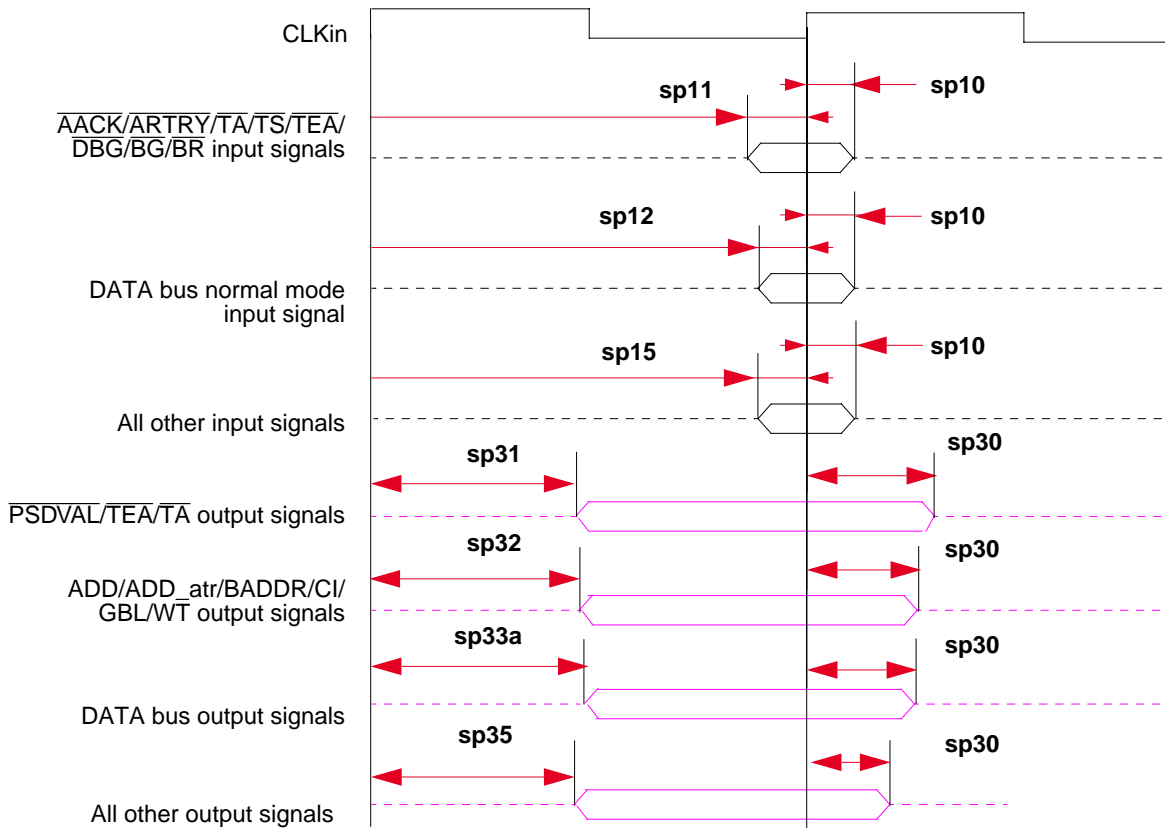 CLKin
sp11
sp10
AACK/ARTRY/TA/TS/TEA/
DBG/BG/BR input signals
sp12
sp10
DATA bus normal mode
input signal
sp15
sp10
All other input signals
sp31
sp30
PSDVAL/TEA/TA output signals
sp32
sp30
ADD/ADD_atr/BADDR/CI/
GBL/WT output signals
sp33a
sp30
DATA bus output signals
sp35
sp30
All other output signals